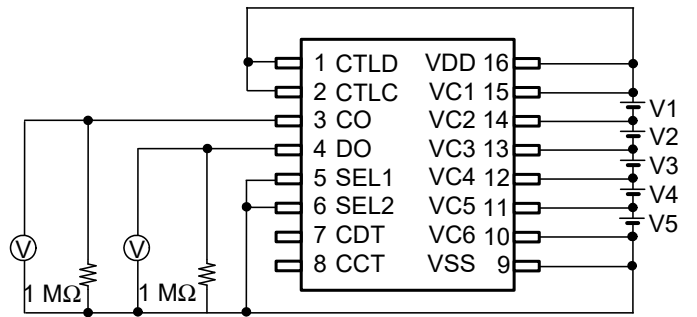 1 CTLD VDD 16
2 CTLC VC1 15
3 CO VC2 14
4 DO VC3 13
5 SEL1 VC4 12
6 SEL2 VC5 11
7 CDT VC6 10
8 CCT VSS 9
V1
V2
V3
V4
V5
V
V
1 MΩ
1 MΩ